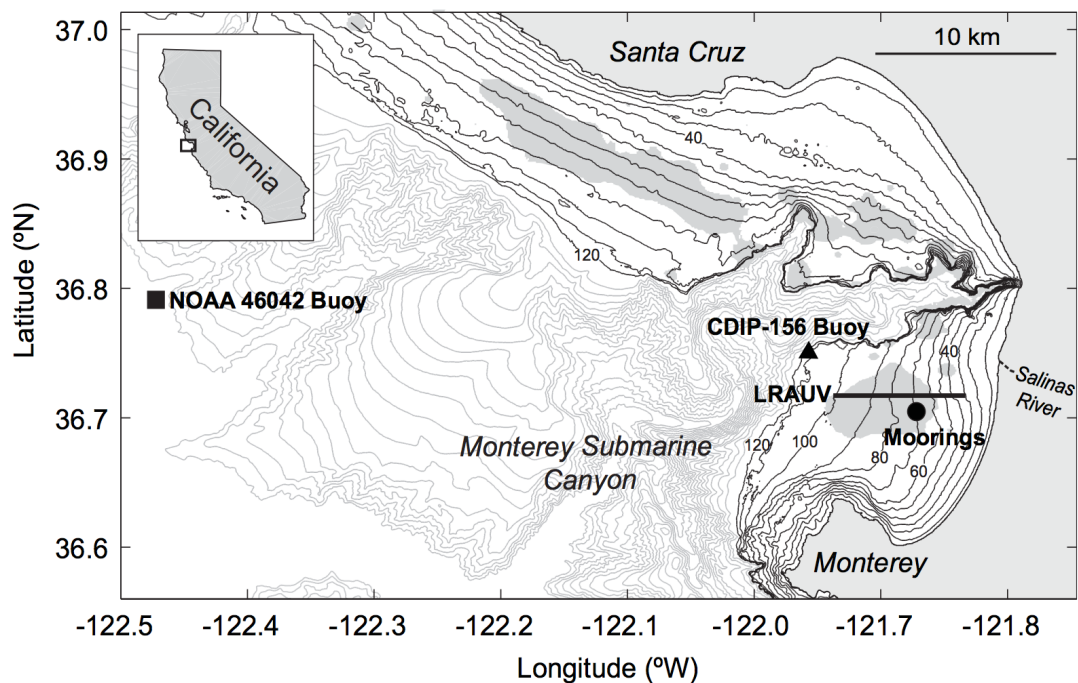 37.0
36.9
36.8
36.7
36.6
Latitude (ºN)
California
Santa Cruz
10 km
40
120
NOAA 46042 Buoy
CDIP-156 Buoy
40
LRAUV
Salinas
River
Moorings
120
100
80
60
Monterey Submarine
Canyon
Monterey
-122.5
-122.4
-122.3
-122.2
-122.1
-122.0
-121.9
-121.7
-121.8
Longitude (ºW)